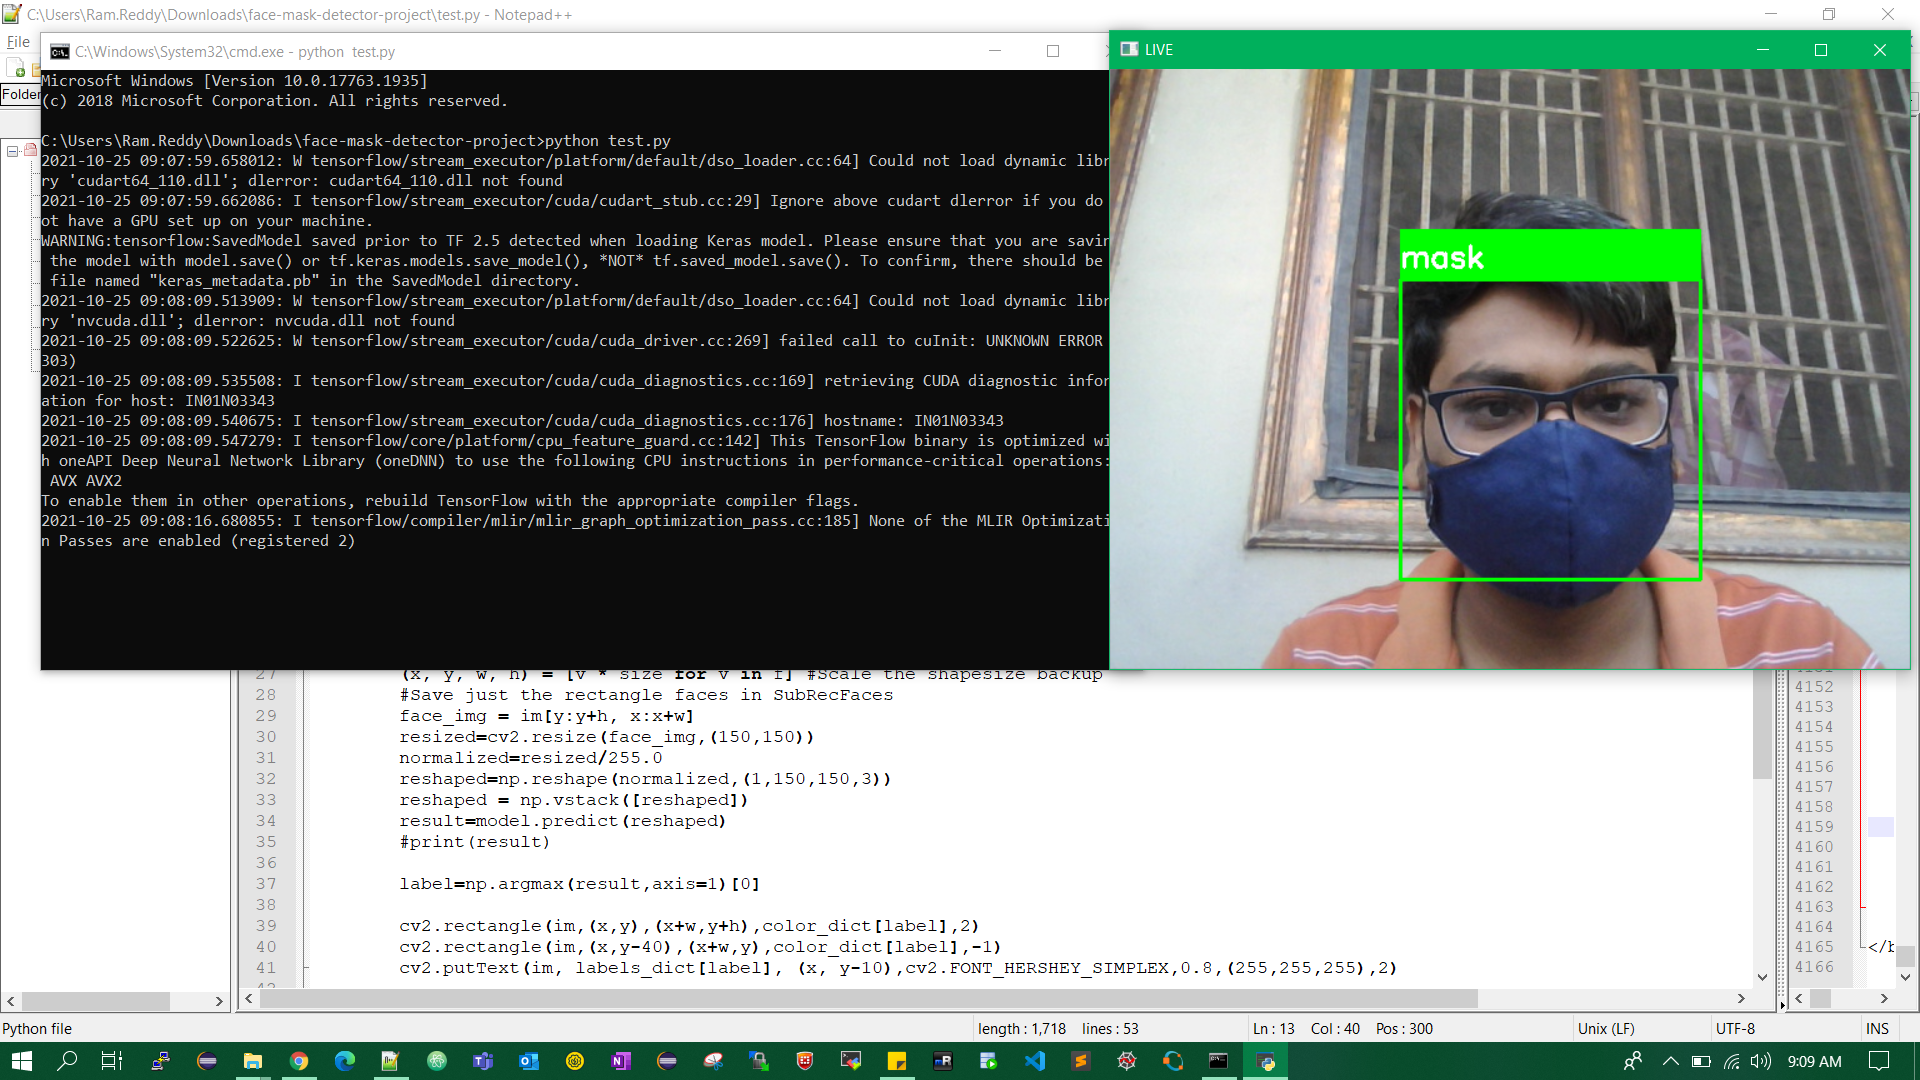 C:\Users\Ram.Reddy\Downloads\face-mask-detector-project\test.py - Notepad++
File
C:\Windows\System32\cmd.exe - python  test.py
LIVE
Folder
Microsoft Windows [Version 10.0.17763.1935]
(c) 2018 Microsoft Corporation. All rights reserved.
C:\Users\Ram.Reddy\Downloads\face-mask-detector-project>python test.py
2021-10-25 09:07:59.658012: W tensorflow/stream_executor/platform/default/dso_loader.cc:64] Could not load dynamic libr
ry 'cudart64_110.dll'; dlerror: cudart64_110.dll not found
2021-10-25 09:07:59.662086: I tensorflow/stream_executor/cuda/cudart_stub.cc:29] Ignore above cudart dlerror if you do
ot have a GPU set up on your machine.
WARNING:tensorflow:SavedModel saved prior to TF 2.5 detected when loading Keras model. Please ensure that you are savin
the model with model.save() or tf.keras.models.save_model(), *NOT* tf.saved_model.save(). To confirm, there should be
file named "keras_metadata.pb" in the SavedModel directory.
2021-10-25 09:08:09.513909: W tensorflow/stream_executor/platform/default/dso_loader.cc:64] Could not load dynamic libr
ry 'nvcuda.dll'; dlerror: nvcuda.dll not found
2021-10-25 09:08:09.522625: W tensorflow/stream_executor/cuda/cuda_driver.cc:269] failed call to cuInit: UNKNOWN ERROR
303)
2021-10-25 09:08:09.535508: I tensorflow/stream_executor/cuda/cuda_diagnostics.cc:169] retrieving CUDA diagnostic infor
ation for host: IN01N03343
2021-10-25 09:08:09.540675: I tensorflow/stream_executor/cuda/cuda_diagnostics.cc:176] hostname: IN01N03343
2021-10-25 09:08:09.547279: I tensorflow/core/platform/cpu_feature_guard.cc:142] This TensorFlow binary is optimized wi
h oneAPI Deep Neural Network Library (oneDNN) to use the following CPU instructions in performance-critical operations:
AVX AVX2
To enable them in other operations, rebuild TensorFlow with the appropriate compiler flags.
2021-10-25 09:08:16.680855: I tensorflow/compiler/mlir/mlir_graph_optimization_pass.cc:185] None of the MLIR Optimizati
n Passes are enabled (registered 2)
mask
27 (x, y, w, h) = [v * size for v in f] #Scale the shapesize backup
28 #Save just the rectangle faces in SubRecFaces
29 face_img = im[y:y+h, x:x+w]
30 resized=cv2.resize(face_img,(150,150))
31 normalized=resized/255.0
32 reshaped=np.reshape(normalized,(1,150,150,3))
33 reshaped = np.vstack([reshaped])
34 result=model.predict(reshaped)
35 #print(result)
36
37 label=np.argmax(result,axis=1)[0]
38
39 cv2.rectangle(im,(x,y),(x+w,y+h),color_dict[label],2)
40 cv2.rectangle(im,(x,y-40),(x+w,y),color_dict[label],-1)
41 cv2.putText(im, labels_dict[label], (x, y-10),cv2.FONT_HERSHEY_SIMPLEX,0.8,(255,255,255),2)
4152
4153
4154
4155
4156
4157
4158
4159
4160
4161
4162
4163
4164
4165 </b
4166
Python file
length : 1,718    lines : 53
Ln : 13    Col : 40    Pos : 300
Unix (LF)
UTF-8
INS
9:09 AM